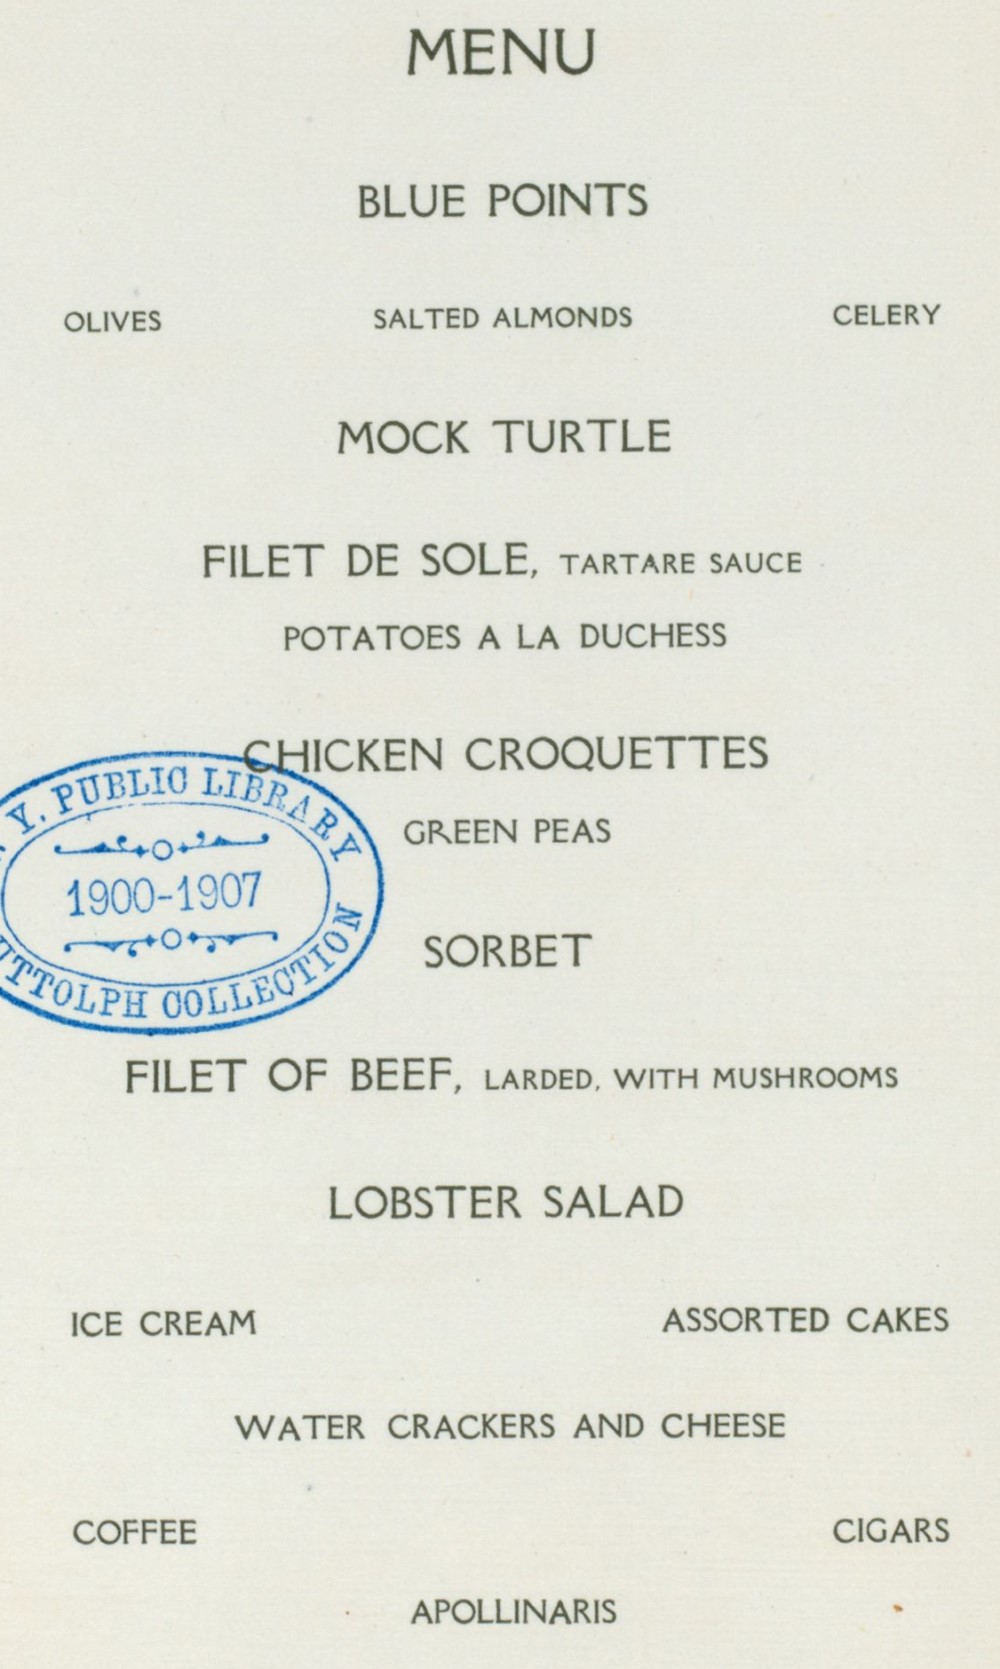 MENU
BLUE POINTS
OLIVES SALTED ALMONDS CELERY
MOCK TURTLE
FILET DE SOLE, TARTARE SAUCE
POTATOES A LA DUCHESS
CHICKEN CROQUETTES
GREEN PEAS
SORBET
FILET OF BEEF, LARDED, WITH MUSHROOMS
LOBSTER SALAD
ICE CREAM ASSORTED CAKES
WATER CRACKERS AND CHEESE
COFFEE CIGARS
APOLLINARIS
Y. PUBLIC LIBRARY
1900-1907
UTTOLPH COLLECTION